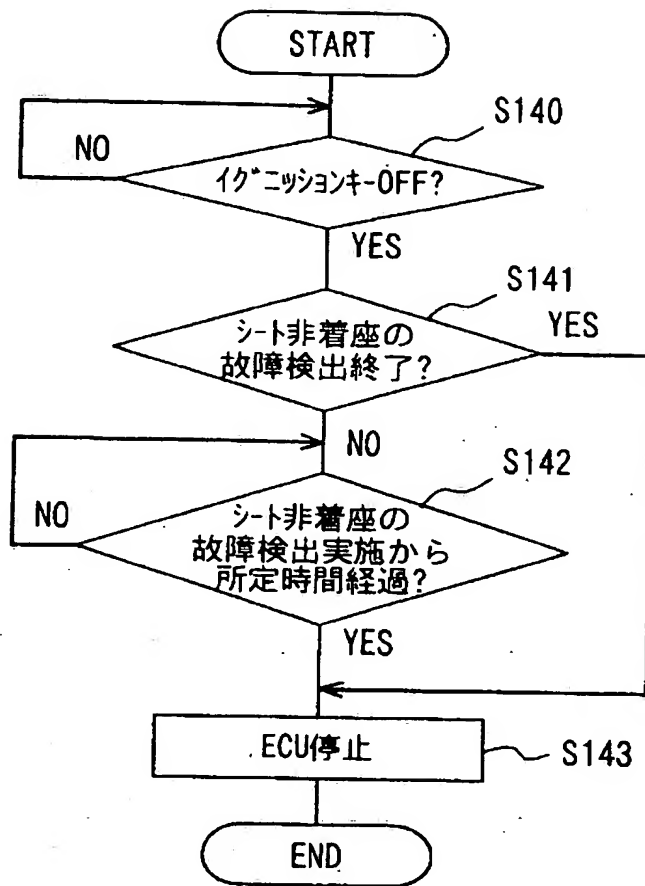 START
S140
NO
イグニッションキーOFF?
YES
S141
シート非着座の
故障検出終了?
YES
NO
S142
NO
シート非着座の
故障検出実施から
所定時間経過?
YES
ECU停止
S143
END